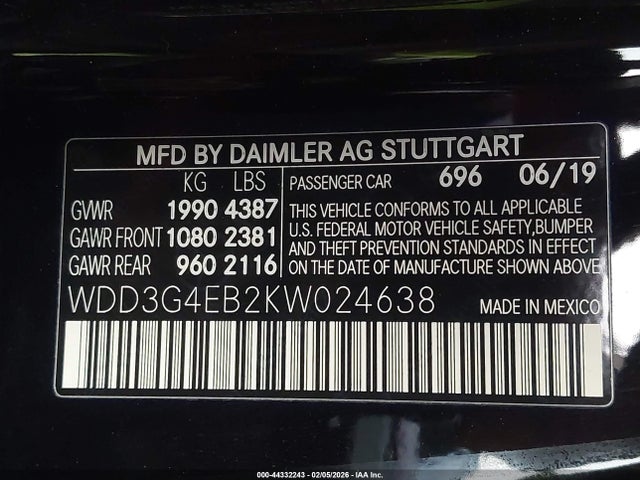 MFD BY DAIMLER AG STUTTGART
KG LBS
GVWR 1990 4387
GAWR FRONT 1080 2381
GAWR REAR 960 2116
PASSENGER CAR 696 06/19
THIS VEHICLE CONFORMS TO ALL APPLICABLE
U.S. FEDERAL MOTOR VEHICLE SAFETY, BUMPER
AND THEFT PREVENTION STANDARDS IN EFFECT
ON THE DATE OF MANUFACTURE SHOWN ABOVE
WDD3G4EB2KW024638
MADE IN MEXICO
000-44332243 - 02/05/2026 - IAA Inc.